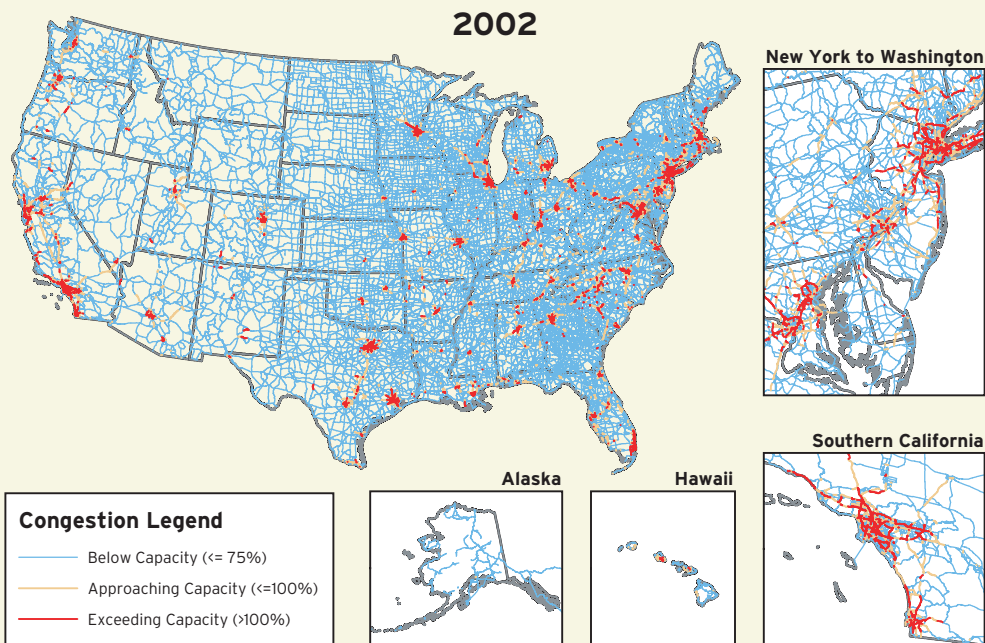 2002
New York to Washington
Southern California
Alaska
Hawaii
Congestion Legend
Below Capacity (<= 75%)
Approaching Capacity (<=100%)
Exceeding Capacity (>100%)